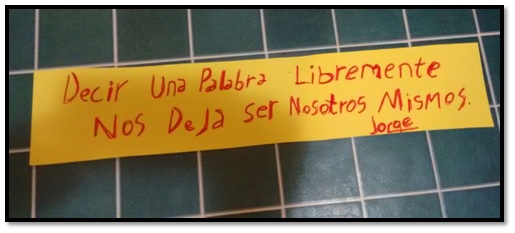 Decir Una Palabra Libremente
Nos DeJa ser Nosotros Mismos.
Jorge